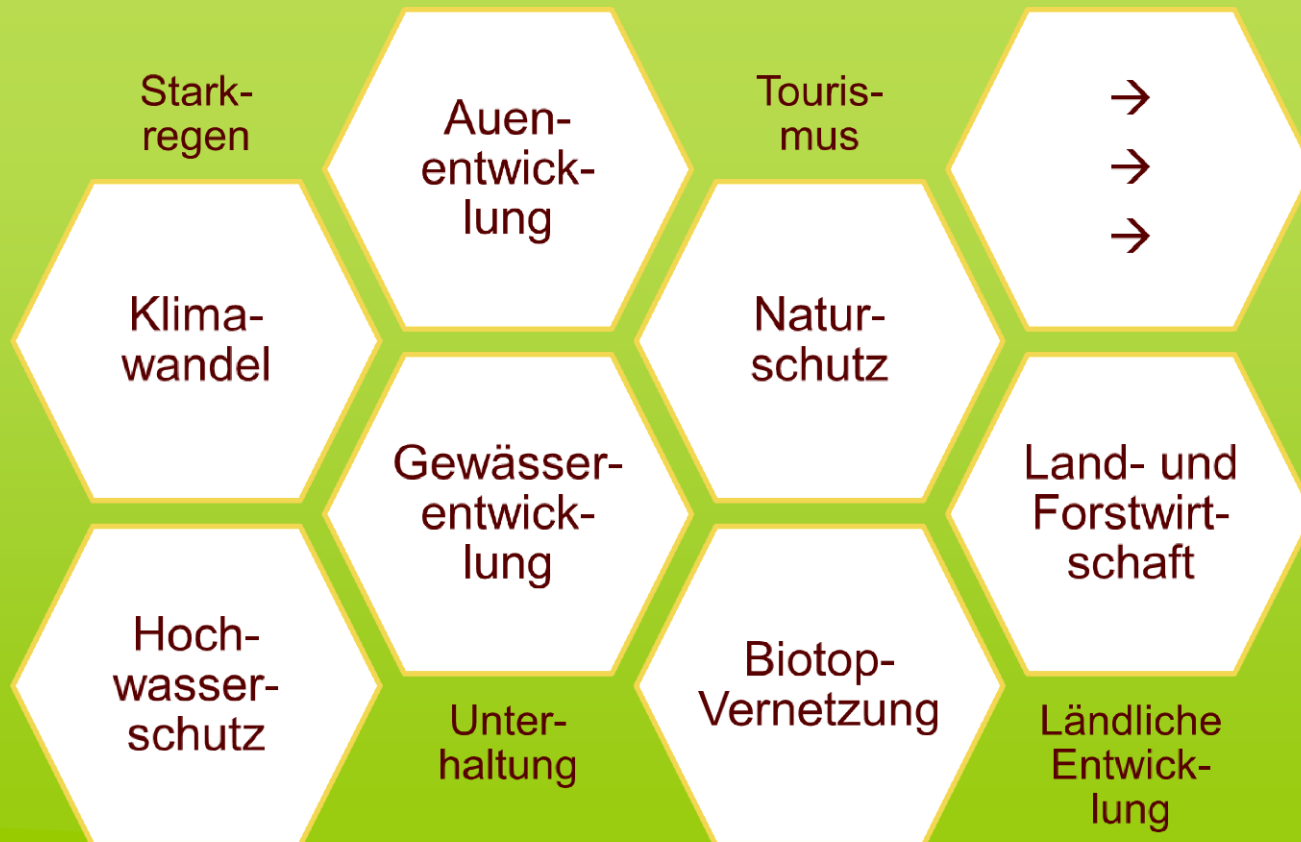 Stark-
regen
Auen-
entwick-
lung
Touris-
mus
→
→
→
Klima-
wandel
Natur-
schutz
Gewässer-
entwick-
lung
Land- und
Forstwirt-
schaft
Hoch-
wasser-
schutz
Unter-
haltung
Biotop-
Vernetzung
Ländliche
Entwick-
lung